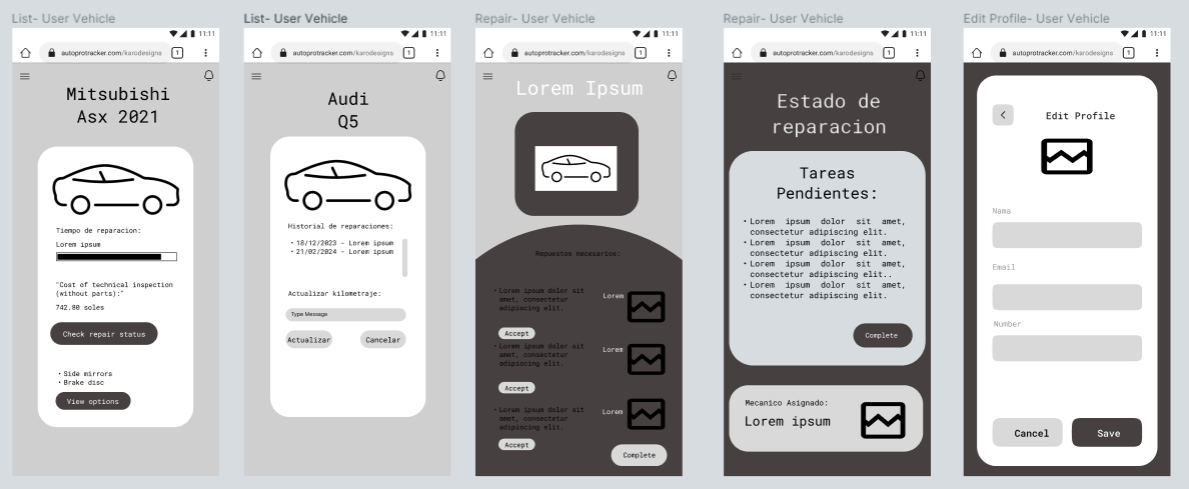 List- User Vehicle
11:11
autoprotracker.com/karodesigns
1
Mitsubishi
Asx 2021
Tiempo de reparacion:
Lorem ipsum
"Cost of technical inspection
(without parts):"
742.80 soles
Check repair status
• Side mirrors
• Brake disc
View options
List- User Vehicle
11:11
autoprotracker.com/karodesigns
1
Audi
Q5
Historial de reparaciones:
• 18/12/2023 - Lorem ipsum
• 21/02/2024 - Lorem ipsum
Actualizar kilometraje:
Type Message
Actualizar
Cancelar
Repair- User Vehicle
11:11
autoprotracker.com/karodesigns
1
Lorem Ipsum
Repuestos necesarios:
• Lorem ipsum dolor sit
amet, consectetur
adipiscing elit.
Lorem
Accept
• Lorem ipsum dolor sit
amet, consectetur
adipiscing elit.
Lorem
Accept
• Lorem ipsum dolor sit
amet, consectetur
adipiscing elit.
Lorem
Accept
Complete
Repair- User Vehicle
11:11
autoprotracker.com/karodesigns
1
Estado de
reparacion
Tareas
Pendientes:
• Lorem ipsum dolor sit amet,
consectetur adipiscing elit.
• Lorem ipsum dolor sit amet,
consectetur adipiscing elit.
• Lorem ipsum dolor sit amet,
consectetur adipiscing elit..
• Lorem ipsum dolor sit amet,
consectetur adipiscing elit.
Complete
Mecanico Asignado:
Lorem ipsum
Edit Profile- User Vehicle
11:11
autoprotracker.com/karodesigns
1
Edit Profile
Nama
Email
Number
Cancel
Save